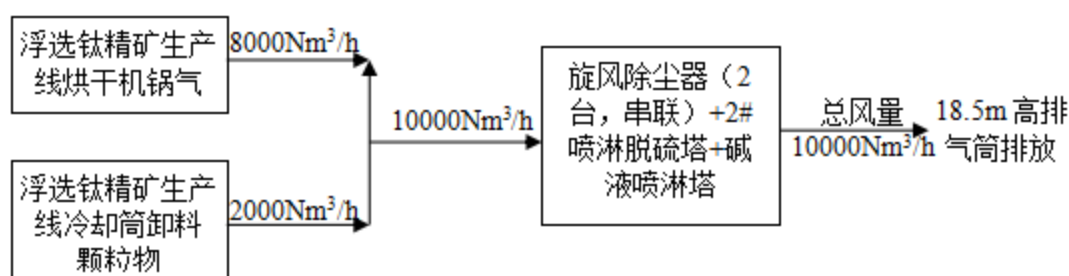 浮选钛精矿生产
线烘干机锅气
8000Nm³/h
浮选钛精矿生产
线冷却筒卸料
颗粒物
2000Nm³/h
10000Nm³/h
旋风除尘器（2
台，串联）+2#
喷淋脱硫塔+碱
液喷淋塔
总风量
10000Nm³/h
18.5m 高排
气筒排放